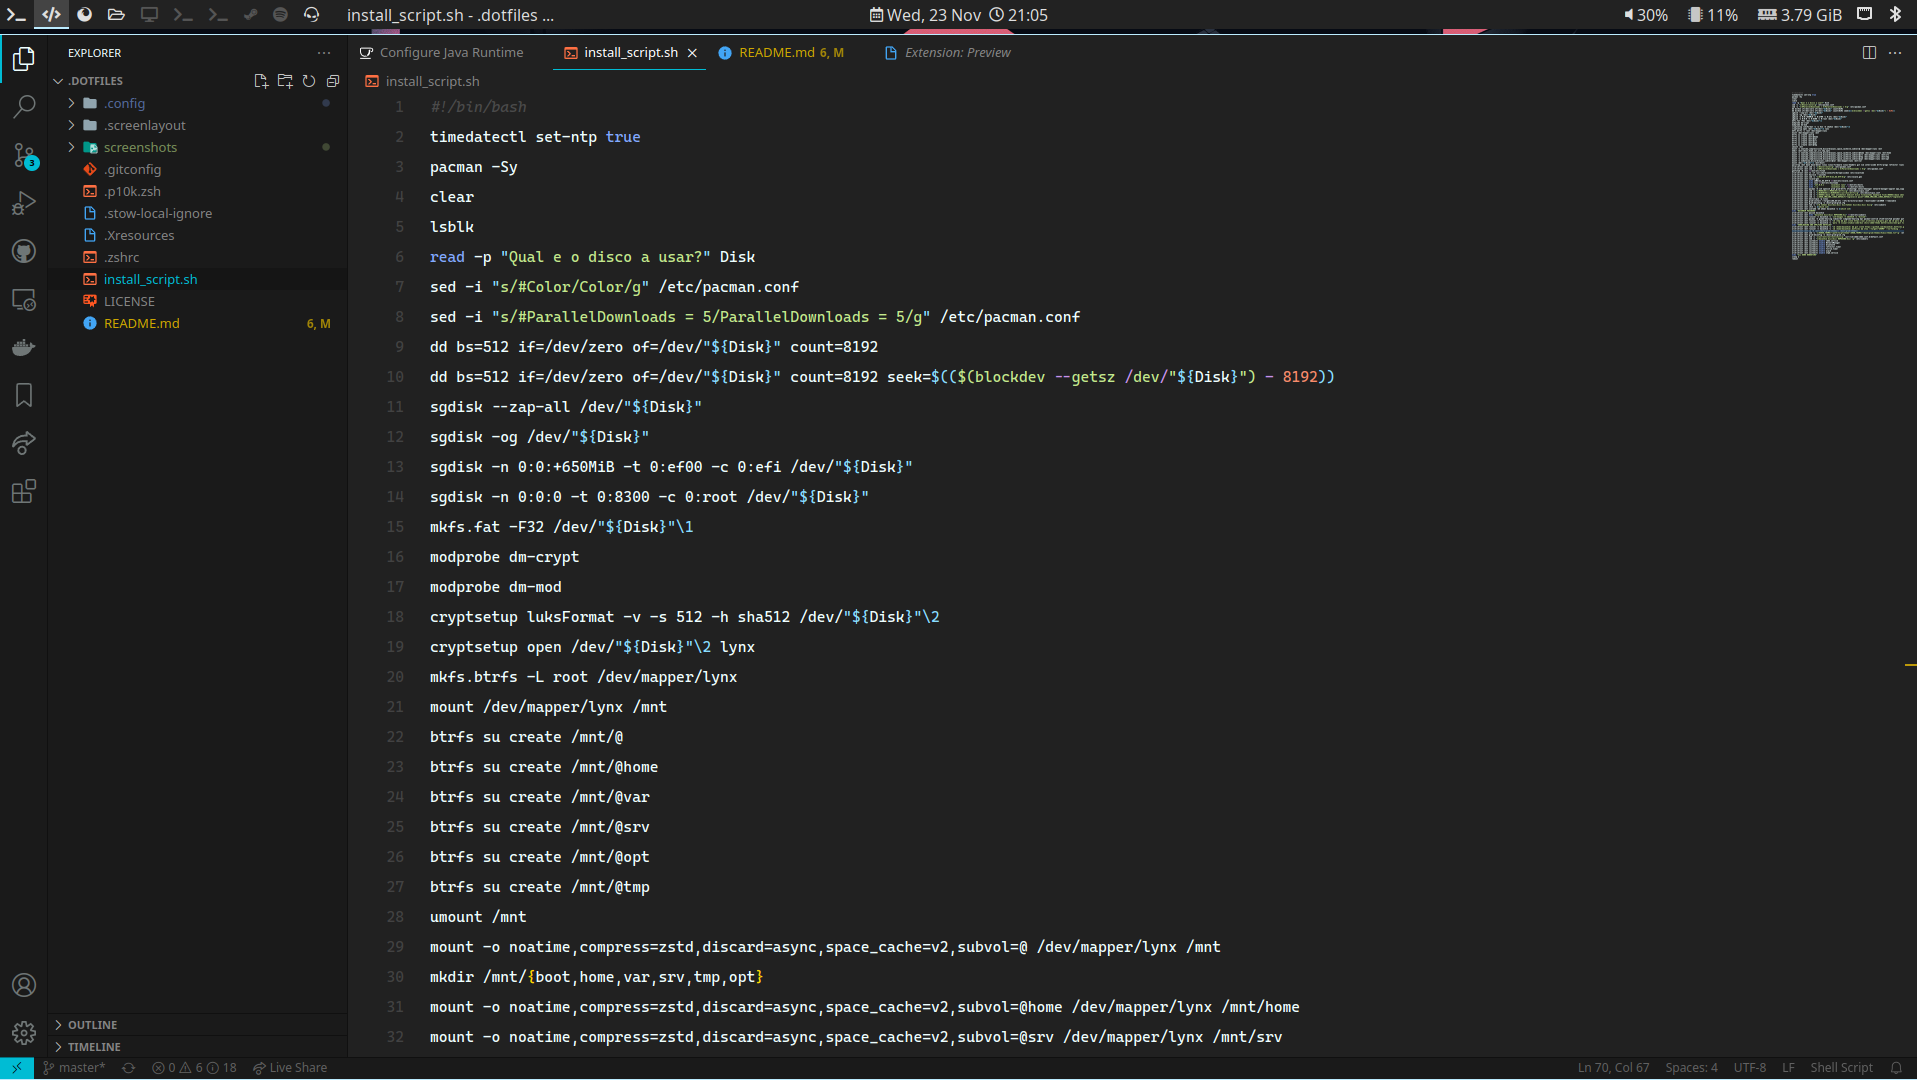 install_script.sh - .dotfiles ...
Wed, 23 Nov 21:05
30% 11% 3.79 GiB
EXPLORER
Configure Java Runtime
install_script.sh
README.md 6, M
Extension: Preview
.DOTFILES
.config
.screenlayout
screenshots
.gitconfig
.p10k.zsh
.stow-local-ignore
.Xresources
.zshrc
install_script.sh
LICENSE
README.md 6, M
3
OUTLINE
TIMELINE
install_script.sh
1 #!/bin/bash
2 timedatectl set-ntp true
3 pacman -Sy
4 clear
5 lsblk
6 read -p "Qual e o disco a usar?" Disk
7 sed -i "s/#Color/Color/g" /etc/pacman.conf
8 sed -i "s/#ParallelDownloads = 5/ParallelDownloads = 5/g" /etc/pacman.conf
9 dd bs=512 if=/dev/zero of=/dev/"${Disk}" count=8192
10 dd bs=512 if=/dev/zero of=/dev/"${Disk}" count=8192 seek=$(($(blockdev --getsz /dev/"${Disk}") - 8192))
11 sgdisk --zap-all /dev/"${Disk}"
12 sgdisk -og /dev/"${Disk}"
13 sgdisk -n 0:0:+650MiB -t 0:ef00 -c 0:efi /dev/"${Disk}"
14 sgdisk -n 0:0:0 -t 0:8300 -c 0:root /dev/"${Disk}"
15 mkfs.fat -F32 /dev/"${Disk}"\1
16 modprobe dm-crypt
17 modprobe dm-mod
18 cryptsetup luksFormat -v -s 512 -h sha512 /dev/"${Disk}"\2
19 cryptsetup open /dev/"${Disk}"\2 lynx
20 mkfs.btrfs -L root /dev/mapper/lynx
21 mount /dev/mapper/lynx /mnt
22 btrfs su create /mnt/@
23 btrfs su create /mnt/@home
24 btrfs su create /mnt/@var
25 btrfs su create /mnt/@srv
26 btrfs su create /mnt/@opt
27 btrfs su create /mnt/@tmp
28 umount /mnt
29 mount -o noatime,compress=zstd,discard=async,space_cache=v2,subvol=@ /dev/mapper/lynx /mnt
30 mkdir /mnt/{boot,home,var,srv,tmp,opt}
31 mount -o noatime,compress=zstd,discard=async,space_cache=v2,subvol=@home /dev/mapper/lynx /mnt/home
32 mount -o noatime,compress=zstd,discard=async,space_cache=v2,subvol=@srv /dev/mapper/lynx /mnt/srv
master* 0 6 18 Live Share
Ln 70, Col 67 Spaces: 4 UTF-8 LF Shell Script